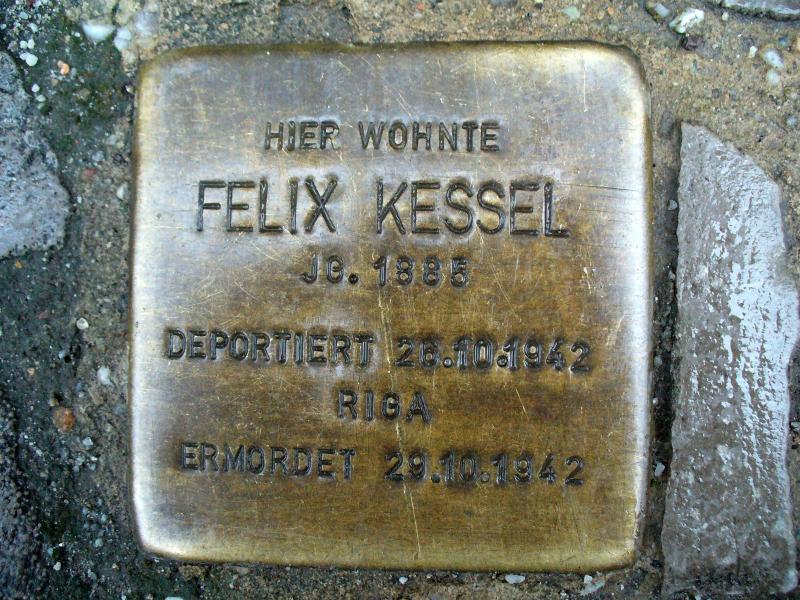 HIER WOHNTE
FELIX KESSEL
JG. 1885
DEPORTIERT 26.10.1942
RIGA
ERMORDET 29.10.1942